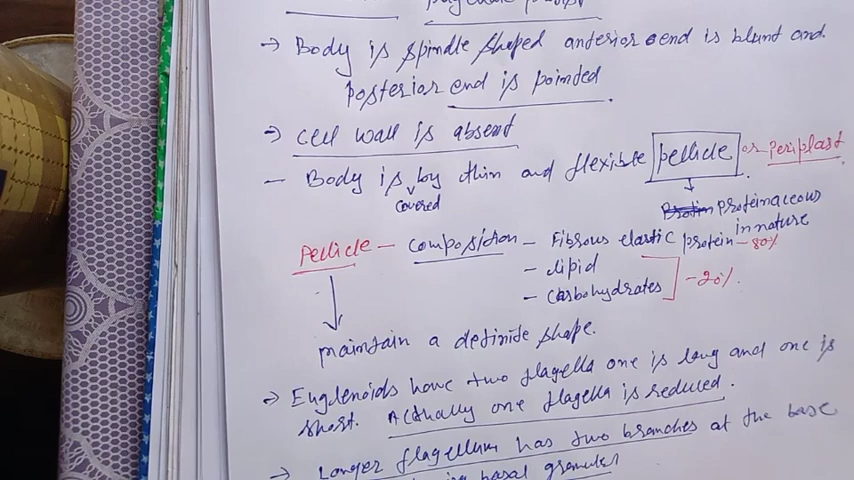 → Body is spindle shaped anterior end is blunt and
posterior end is pointed.
→ Cell wall is absent
- Body is covered by thin and flexible pellicle or periplast.
proteinaceous
in nature
Pellicle - Composition - Fibrous elastic protein - 80%
- Lipid
- Carbohydrates - 20%.
maintain a definite shape.
→ Euglenoids have two flagella one is long and one is
short. Actually one flagella is reduced.
→ Longer flagellum has two branches at the base
basal granules